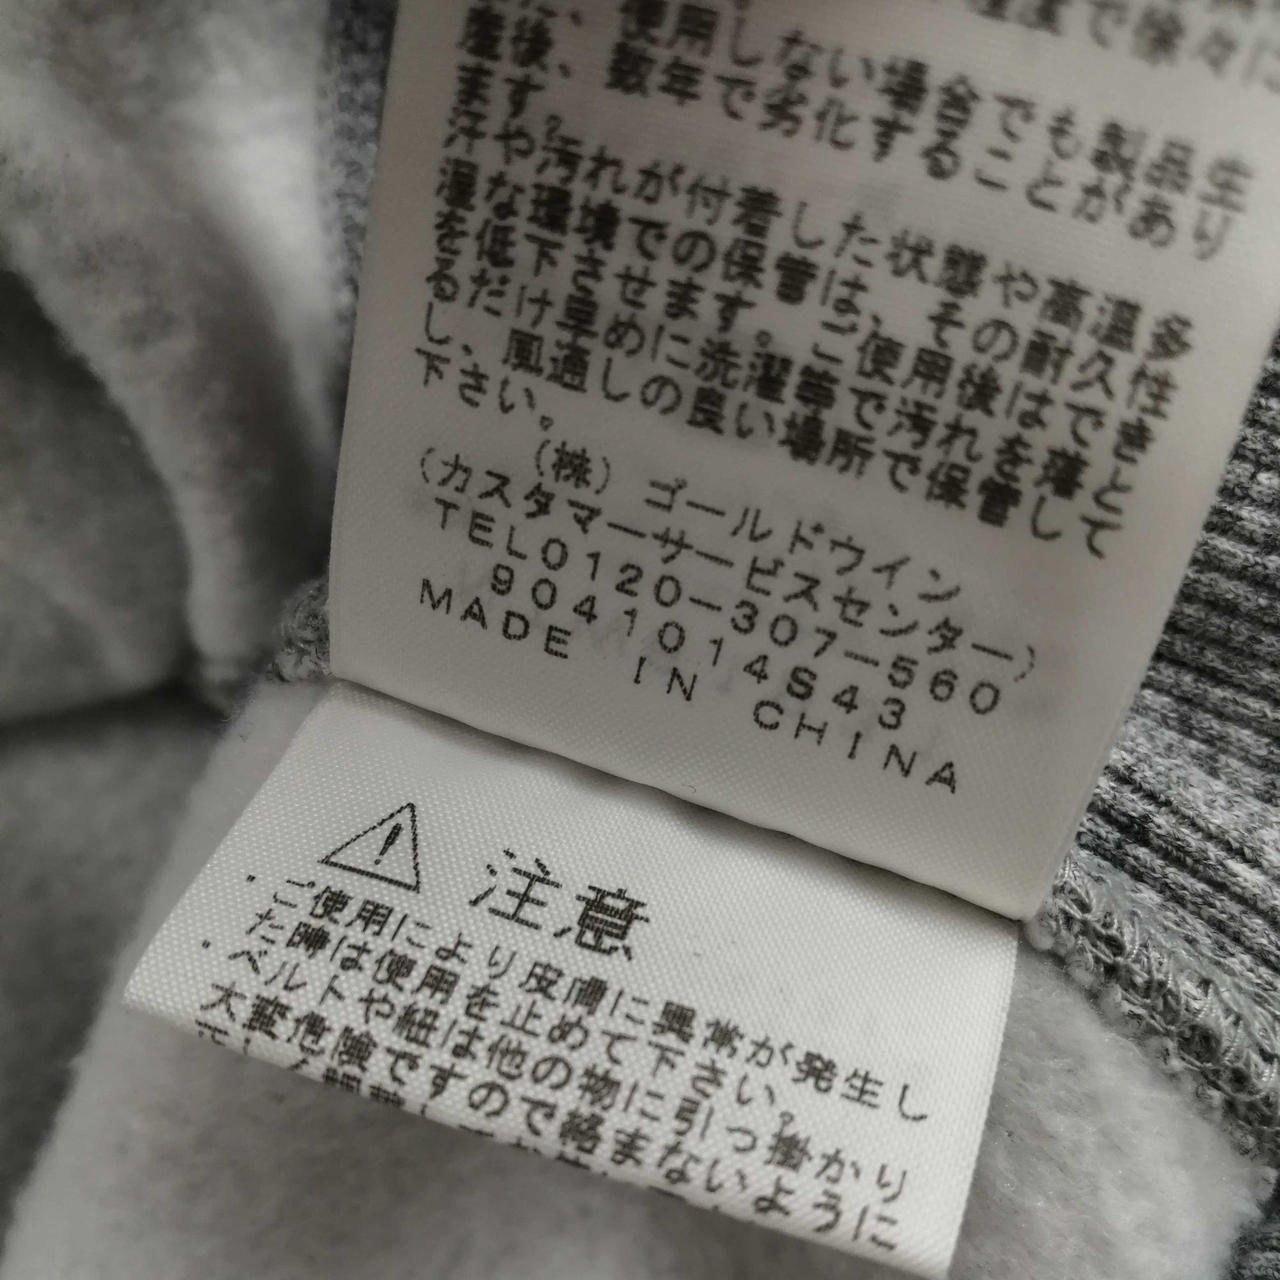 程度で徐々に
た、使用しない場合でも製品生
産後、数年で劣化することがあり
ます。
汗や汚れが付着した状態や高温多
湿な環境での保管は、その耐久性
を低下させます。ご使用後はできる
だけ早めに洗濯等で汚れを落と
し、風通しの良い場所で保管して
下さい。
(株)ゴールドウイン
(カスタマーサービスセンター)
TEL0120-307-560
9041014S43
MADE IN CHINA
注意
・ご使用により皮膚に異常が発生し
た時は使用を止めて下さい。
・ベルトや紐は他の物に引っ掛かり
大変危険ですので絡まないように